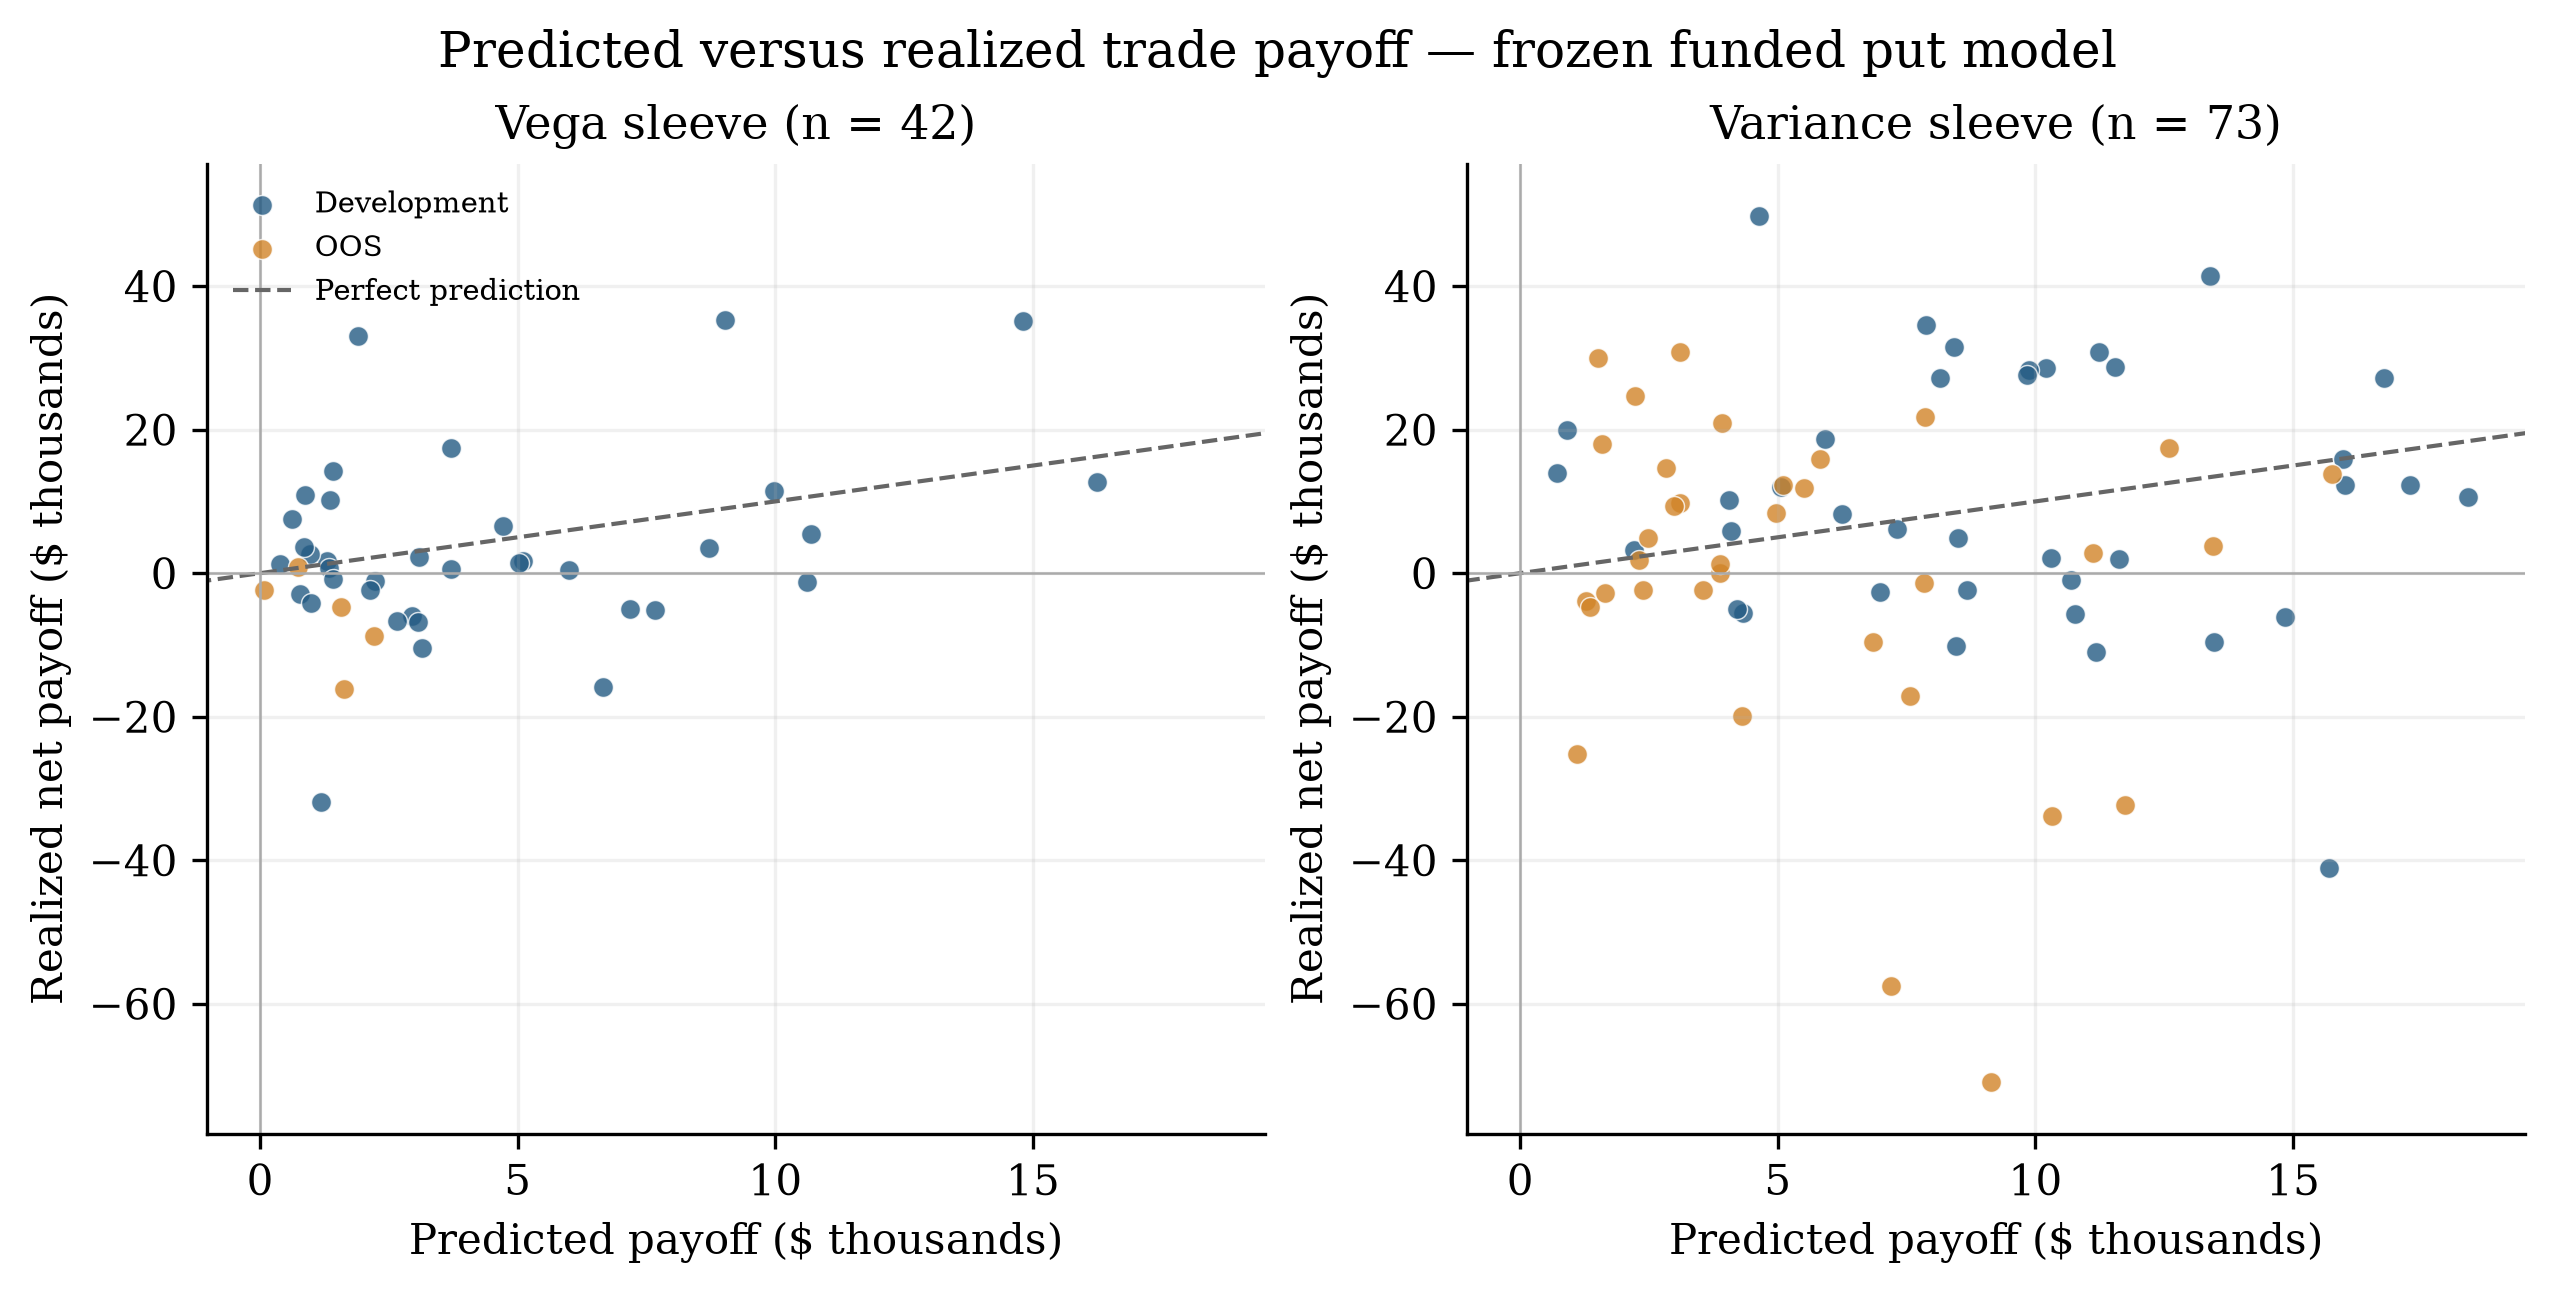 Predicted versus realized trade payoff — frozen funded put model
Vega sleeve (n = 42)
Development
OOS
Perfect prediction
40
20
0
−20
−40
−60
Realized net payoff ($ thousands)
0 5 10 15
Predicted payoff ($ thousands)
Variance sleeve (n = 73)
40
20
0
−20
−40
−60
Realized net payoff ($ thousands)
0 5 10 15
Predicted payoff ($ thousands)